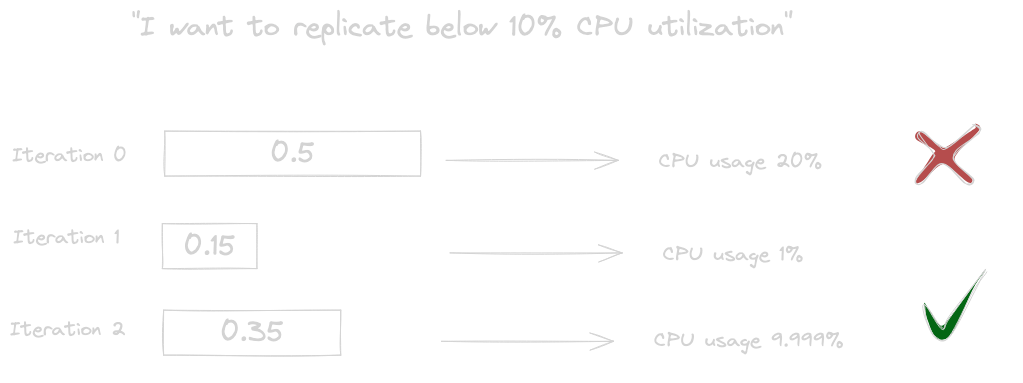 "I want to replicate below 10% CPU utilization"
Iteration 0 0.5 CPU usage 20%
Iteration 1 0.15 CPU usage 1%
Iteration 2 0.35 CPU usage 9.999%